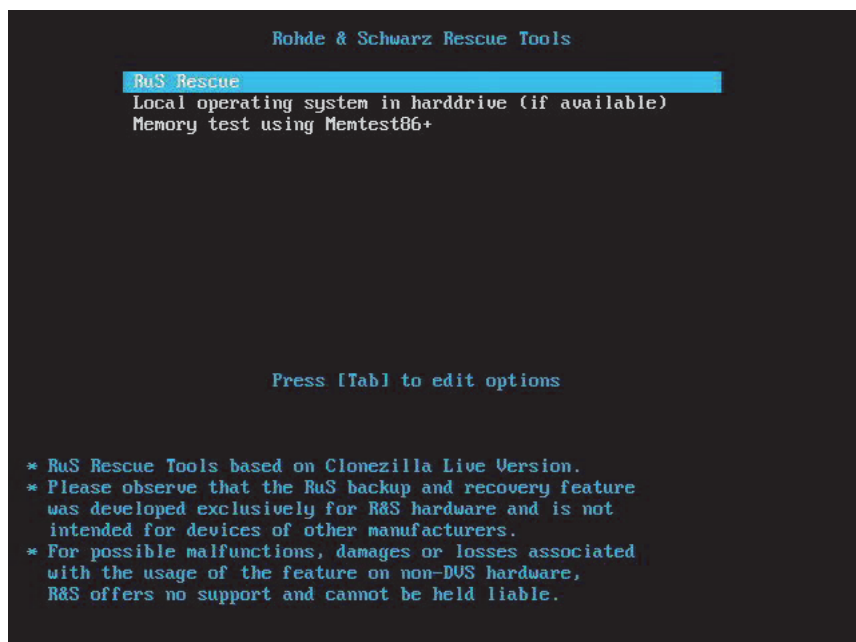 Rohde & Schwarz Rescue Tools
RuS Rescue
Local operating system in harddrive (if available)
Memory test using Memtest86+
Press [Tab] to edit options
* RuS Rescue Tools based on Clonezilla Live Version.
* Please observe that the RuS backup and recovery feature
was developed exclusively for R&S hardware and is not
intended for devices of other manufacturers.
* For possible malfunctions, damages or losses associated
with the usage of the feature on non-DVS hardware,
R&S offers no support and cannot be held liable.